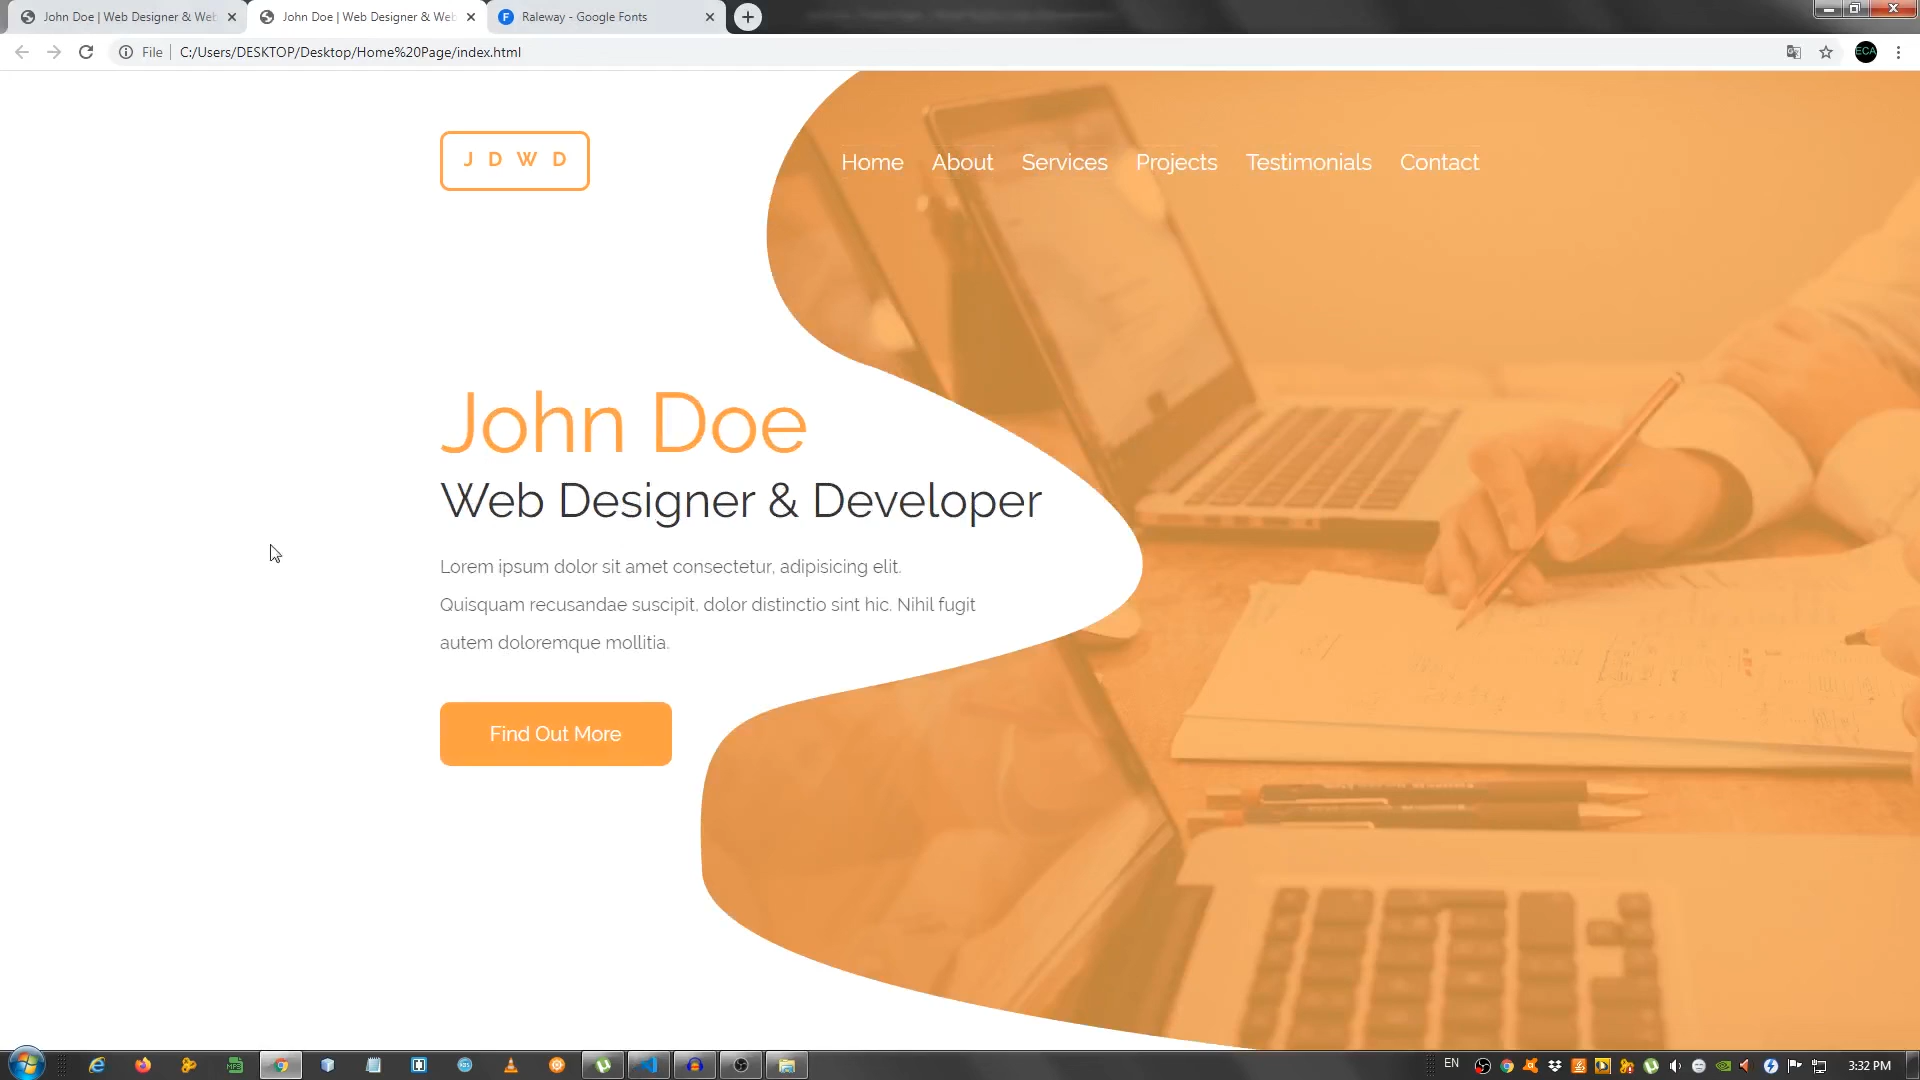 John Doe | Web Designer & Web
John Doe | Web Designer & Web
Raleway - Google Fonts
File
C:/Users/DESKTOP/Desktop/Home%20Page/index.html
ECA
J D W D
Home
About
Services
Projects
Testimonials
Contact
John Doe
Web Designer & Developer
Lorem ipsum dolor sit amet consectetur, adipisicing elit.
Quisquam recusandae suscipit, dolor distinctio sint hic. Nihil fugit
autem doloremque mollitia.
Find Out More
EN
3:32 PM